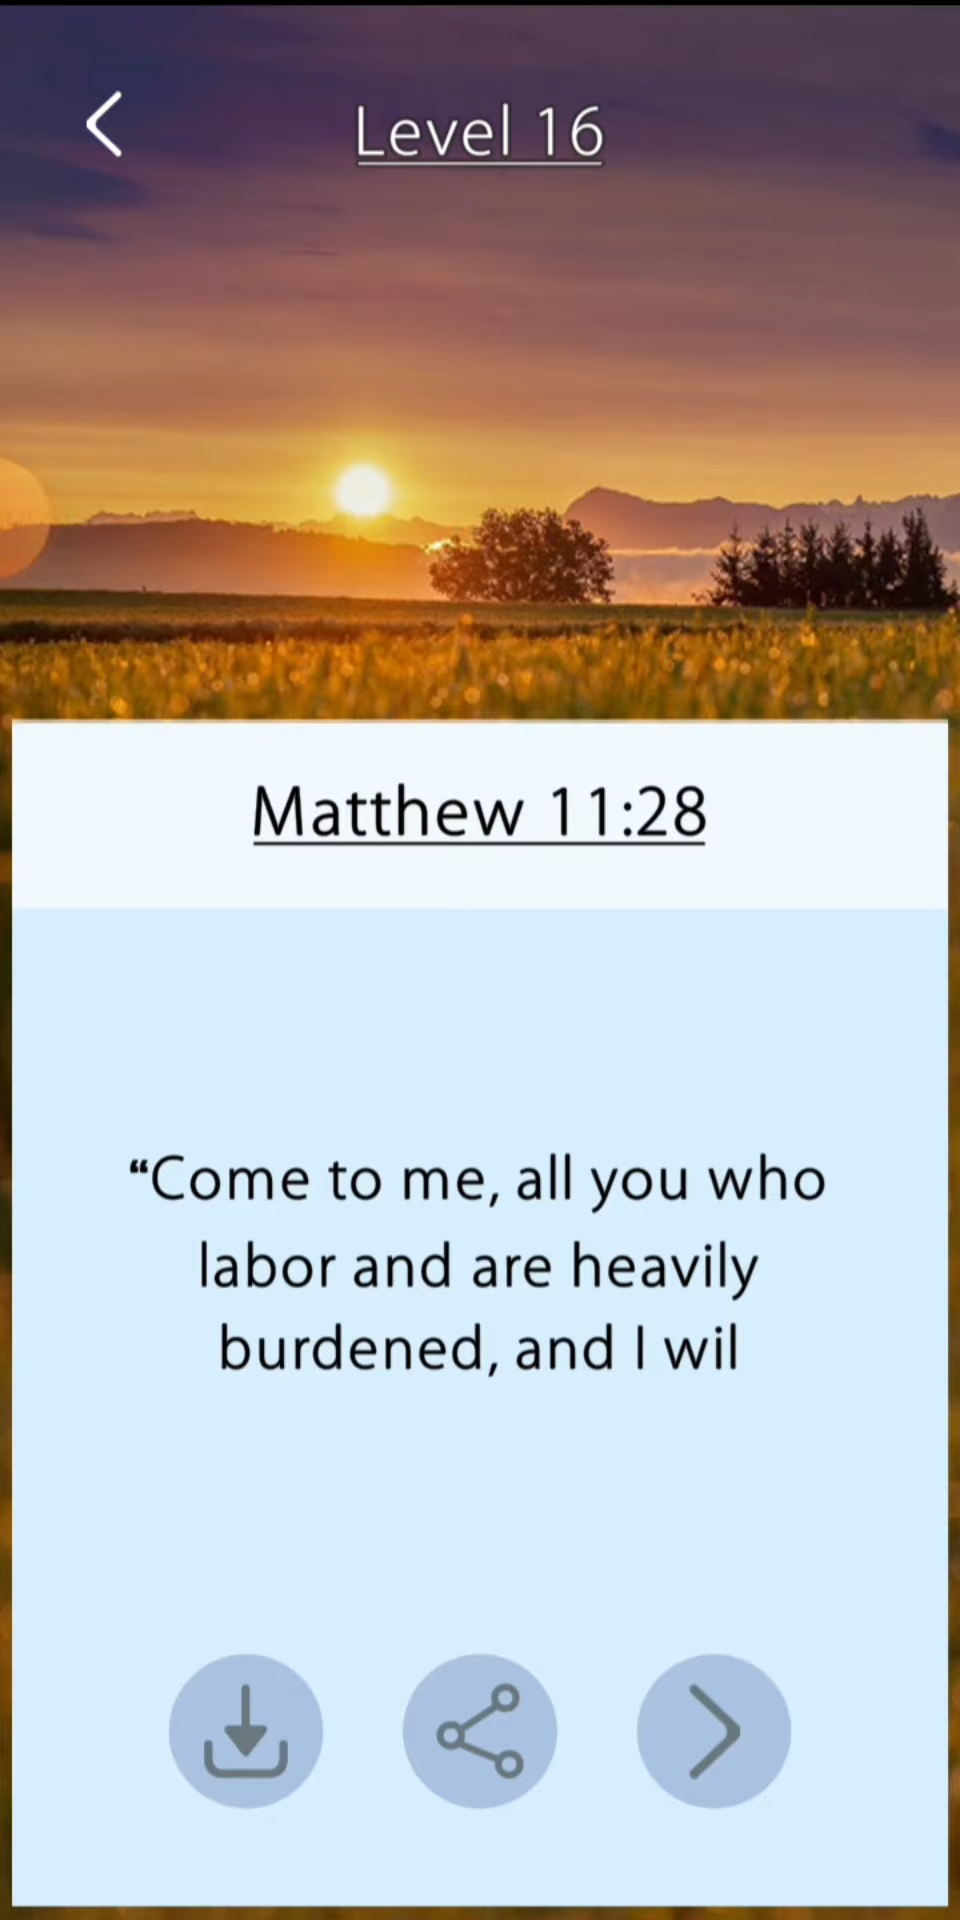 Level 16
Matthew 11:28
“Come to me, all you who
labor and are heavily
burdened, and I wil